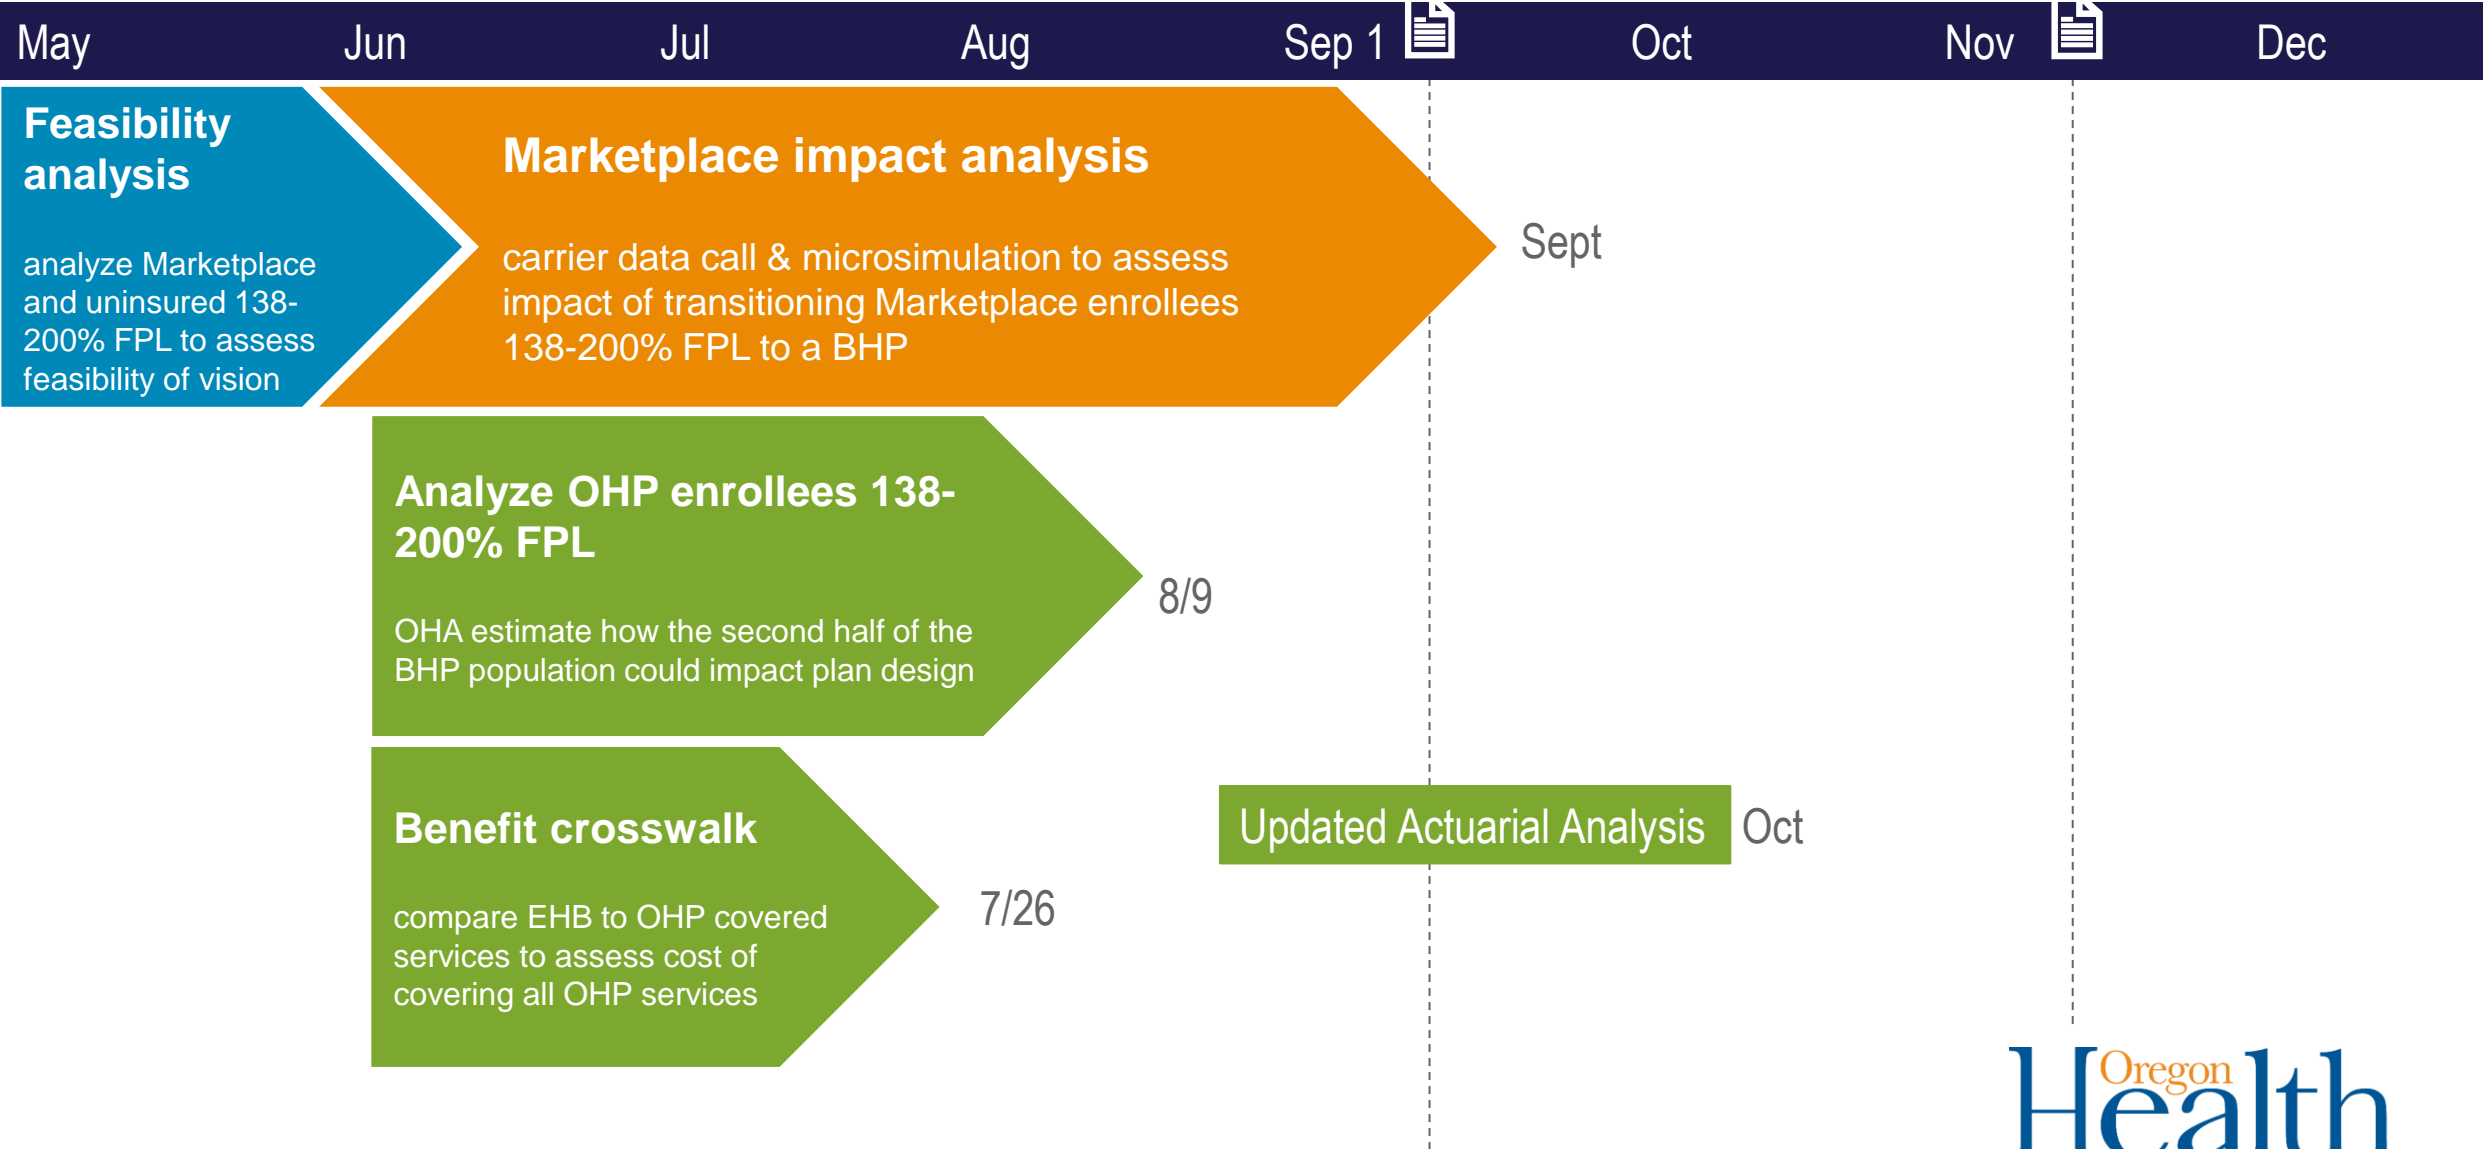 May Jun Jul Aug Sep 1 Oct Nov Dec
Feasibility
analysis
analyze Marketplace
and uninsured 138-
200% FPL to assess
feasibility of vision
Marketplace impact analysis
carrier data call & microsimulation to assess
impact of transitioning Marketplace enrollees
138-200% FPL to a BHP
Sept
Analyze OHP enrollees 138-
200% FPL
OHA estimate how the second half of the
BHP population could impact plan design
8/9
Benefit crosswalk
compare EHB to OHP covered
services to assess cost of
covering all OHP services
7/26
Updated Actuarial Analysis
Oct
Oregon
Health